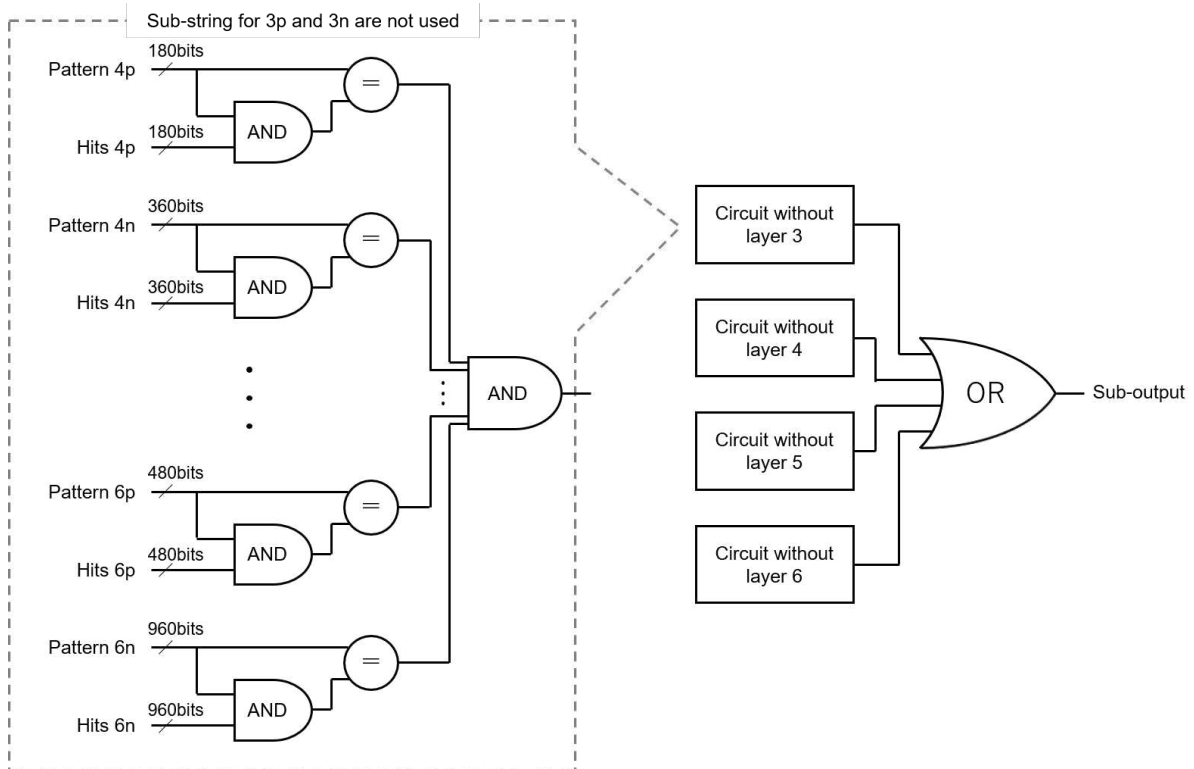 Sub-string for 3p and 3n are not used
180bits
Pattern 4p
=
AND
180bits
Hits 4p
360bits
Pattern 4n
=
AND
360bits
Hits 4n
AND
480bits
Pattern 6p
=
AND
480bits
Hits 6p
960bits
Pattern 6n
=
AND
960bits
Hits 6n
Circuit without
layer 3
Circuit without
layer 4
Circuit without
layer 5
Circuit without
layer 6
OR
Sub-output